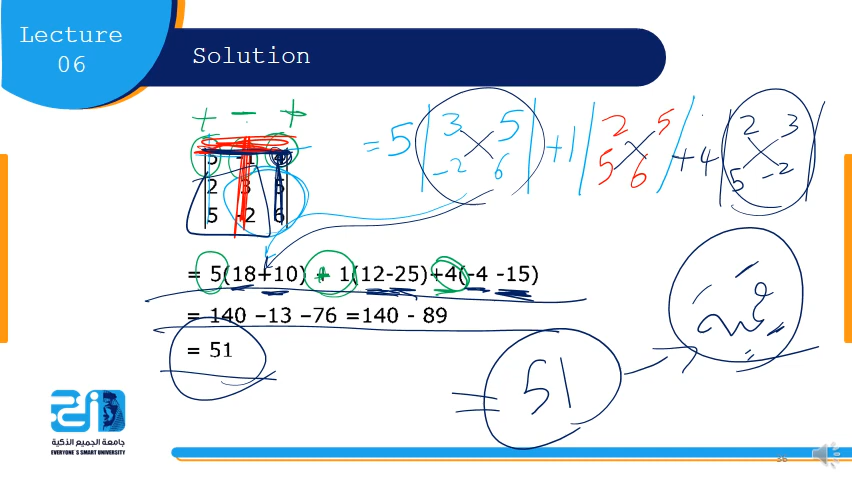 Lecture
06
Solution
+ - +
5 -1 4
2 3 5
5 -2 6
= 5 | 3 5 | + 1 | 2 5 | + 4 | 2 3 |
| -2 6 | | 5 6 | | 5 -2 |
= 5(18+10) + 1(12-25)+4(-4 -15)
= 140 -13 -76 =140 - 89
= 51
= 51
جامعة الجميع الذكية
EVERYONE`S SMART UNIVERSITY
36